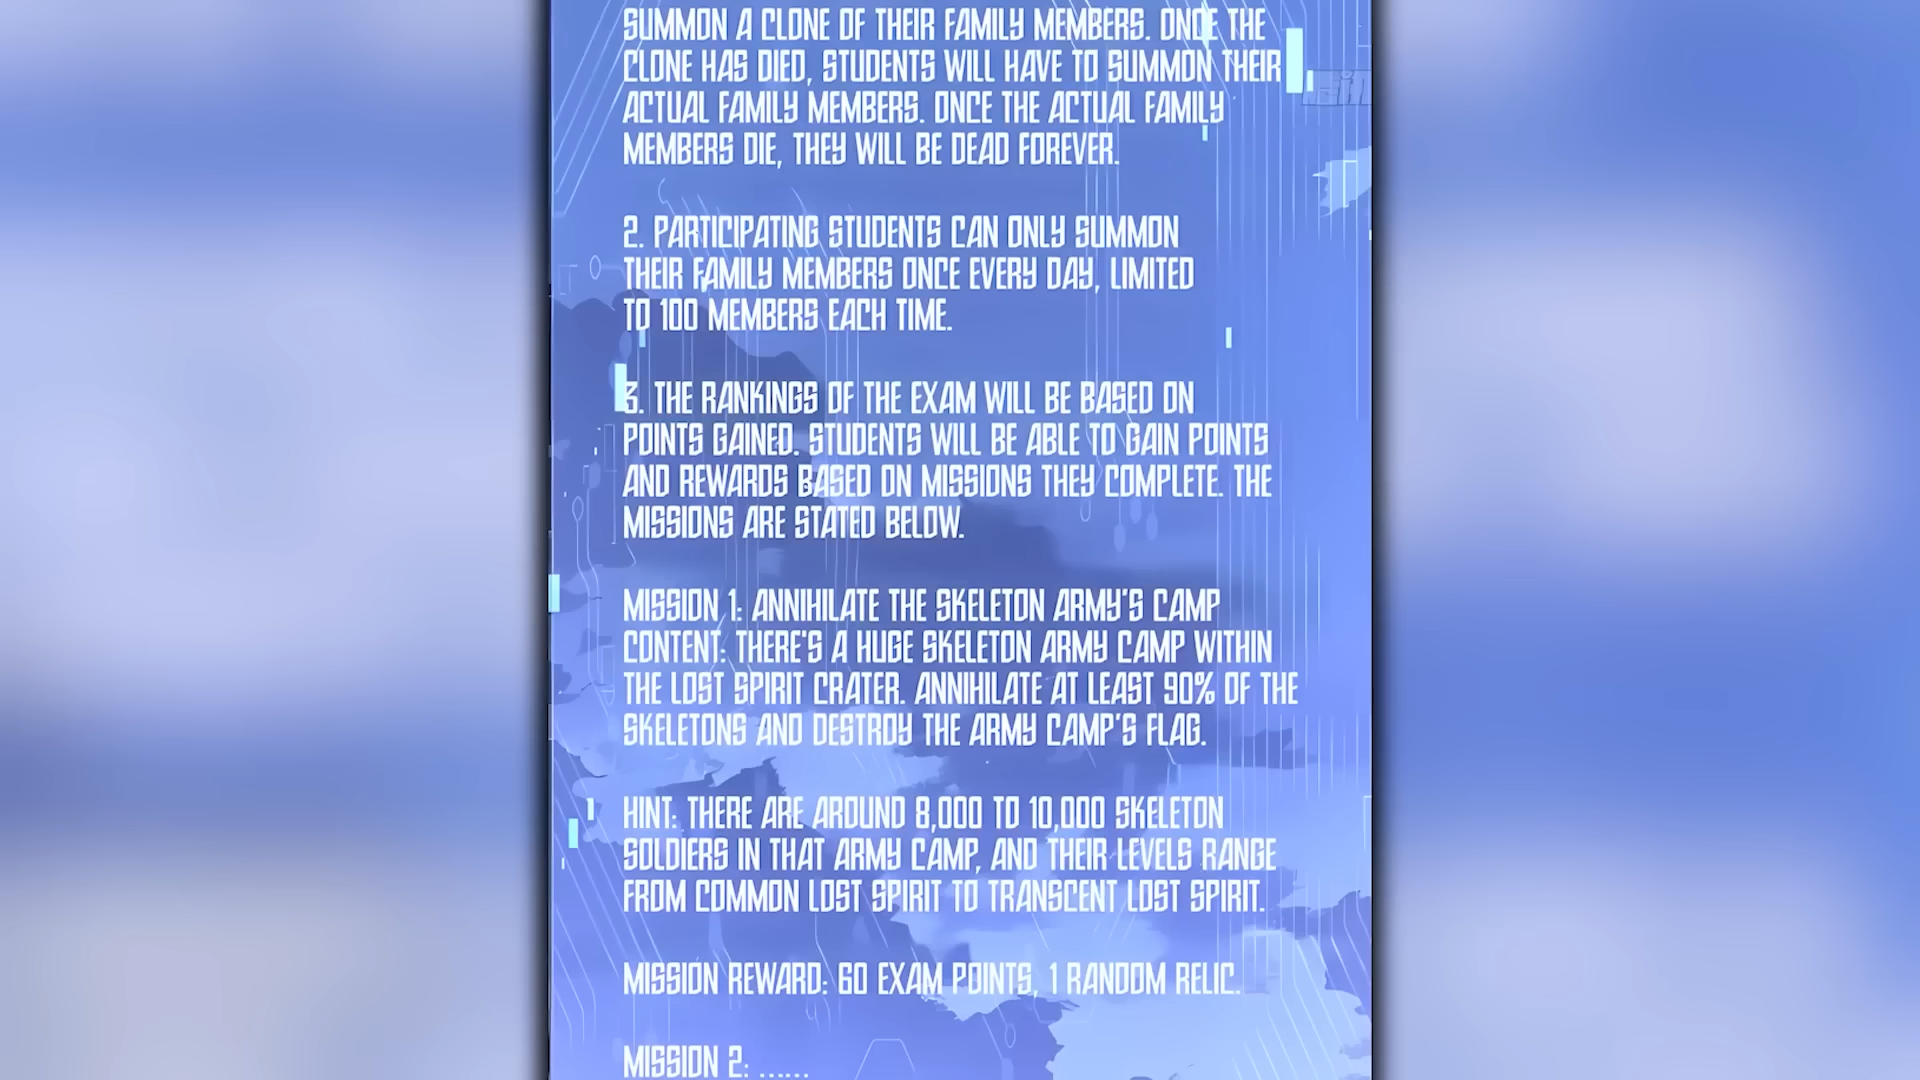 SUMMON A CLONE OF THEIR FAMILY MEMBERS. ONCE THE
CLONE HAS DIED, STUDENTS WILL HAVE TO SUMMON THEIR
ACTUAL FAMILY MEMBERS. ONCE THE ACTUAL FAMILY
MEMBERS DIE, THEY WILL BE DEAD FOREVER.
2. PARTICIPATING STUDENTS CAN ONLY SUMMON
THEIR FAMILY MEMBERS ONCE EVERY DAY, LIMITED
TO 100 MEMBERS EACH TIME.
3. THE RANKINGS OF THE EXAM WILL BE BASED ON
POINTS GAINED. STUDENTS WILL BE ABLE TO GAIN POINTS
AND REWARDS BASED ON MISSIONS THEY COMPLETE. THE
MISSIONS ARE STATED BELOW.
MISSION 1: ANNIHILATE THE SKELETON ARMY'S CAMP
CONTENT: THERE'S A HUGE SKELETON ARMY CAMP WITHIN
THE LOST SPIRIT CRATER. ANNIHILATE AT LEAST 90% OF THE
SKELETONS AND DESTROY THE ARMY CAMP'S FLAG.
HINT: THERE ARE AROUND 8,000 TO 10,000 SKELETON
SOLDIERS IN THAT ARMY CAMP, AND THEIR LEVELS RANGE
FROM COMMON LOST SPIRIT TO TRANSCENT LOST SPIRIT.
MISSION REWARD: 60 EXAM POINTS, 1 RANDOM RELIC.
MISSION 2: ......